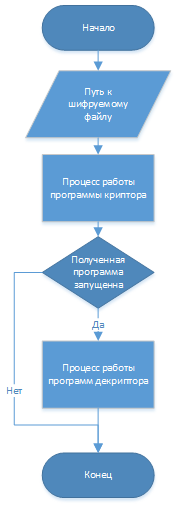 Начало
Путь к
шифруемому
файлу
Процесс работы
программы криптора
Полученная
программа
запущенна
Да
Процесс работы
программ декриптора
Нет
Конец